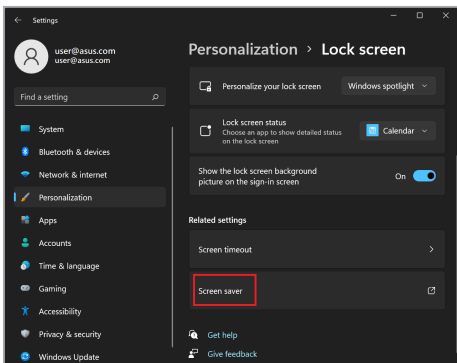 Settings
user@asus.com
user@asus.com
Find a setting
System
Bluetooth & devices
Network & internet
Personalization
Apps
Accounts
Time & language
Gaming
Accessibility
Privacy & security
Windows Update
Personalization > Lock screen
Personalize your lock screen
Windows spotlight
Lock screen status
Choose an app to show detailed status
on the lock screen
Calendar
Show the lock screen background
picture on the sign-in screen
On
Related settings
Screen timeout
Screen saver
Get help
Give feedback